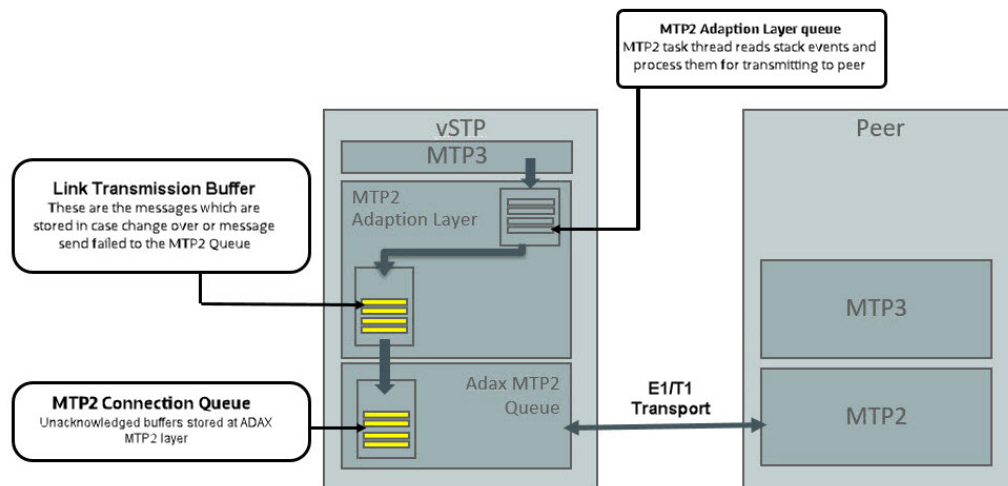 MTP2 Adaption Layer queue
MTP2 task thread reads stack events and
process them for transmitting to peer
vSTP
Peer
MTP3
Link Transmission Buffer
These are the messages which are
stored in case change over or message
send failed to the MTP2 Queue
MTP2
Adaption Layer
MTP3
MTP2 Connection Queue
Unacknowledged buffers stored at ADAX
MTP2 layer
Adax MTP2
Queue
E1/T1
Transport
MTP2